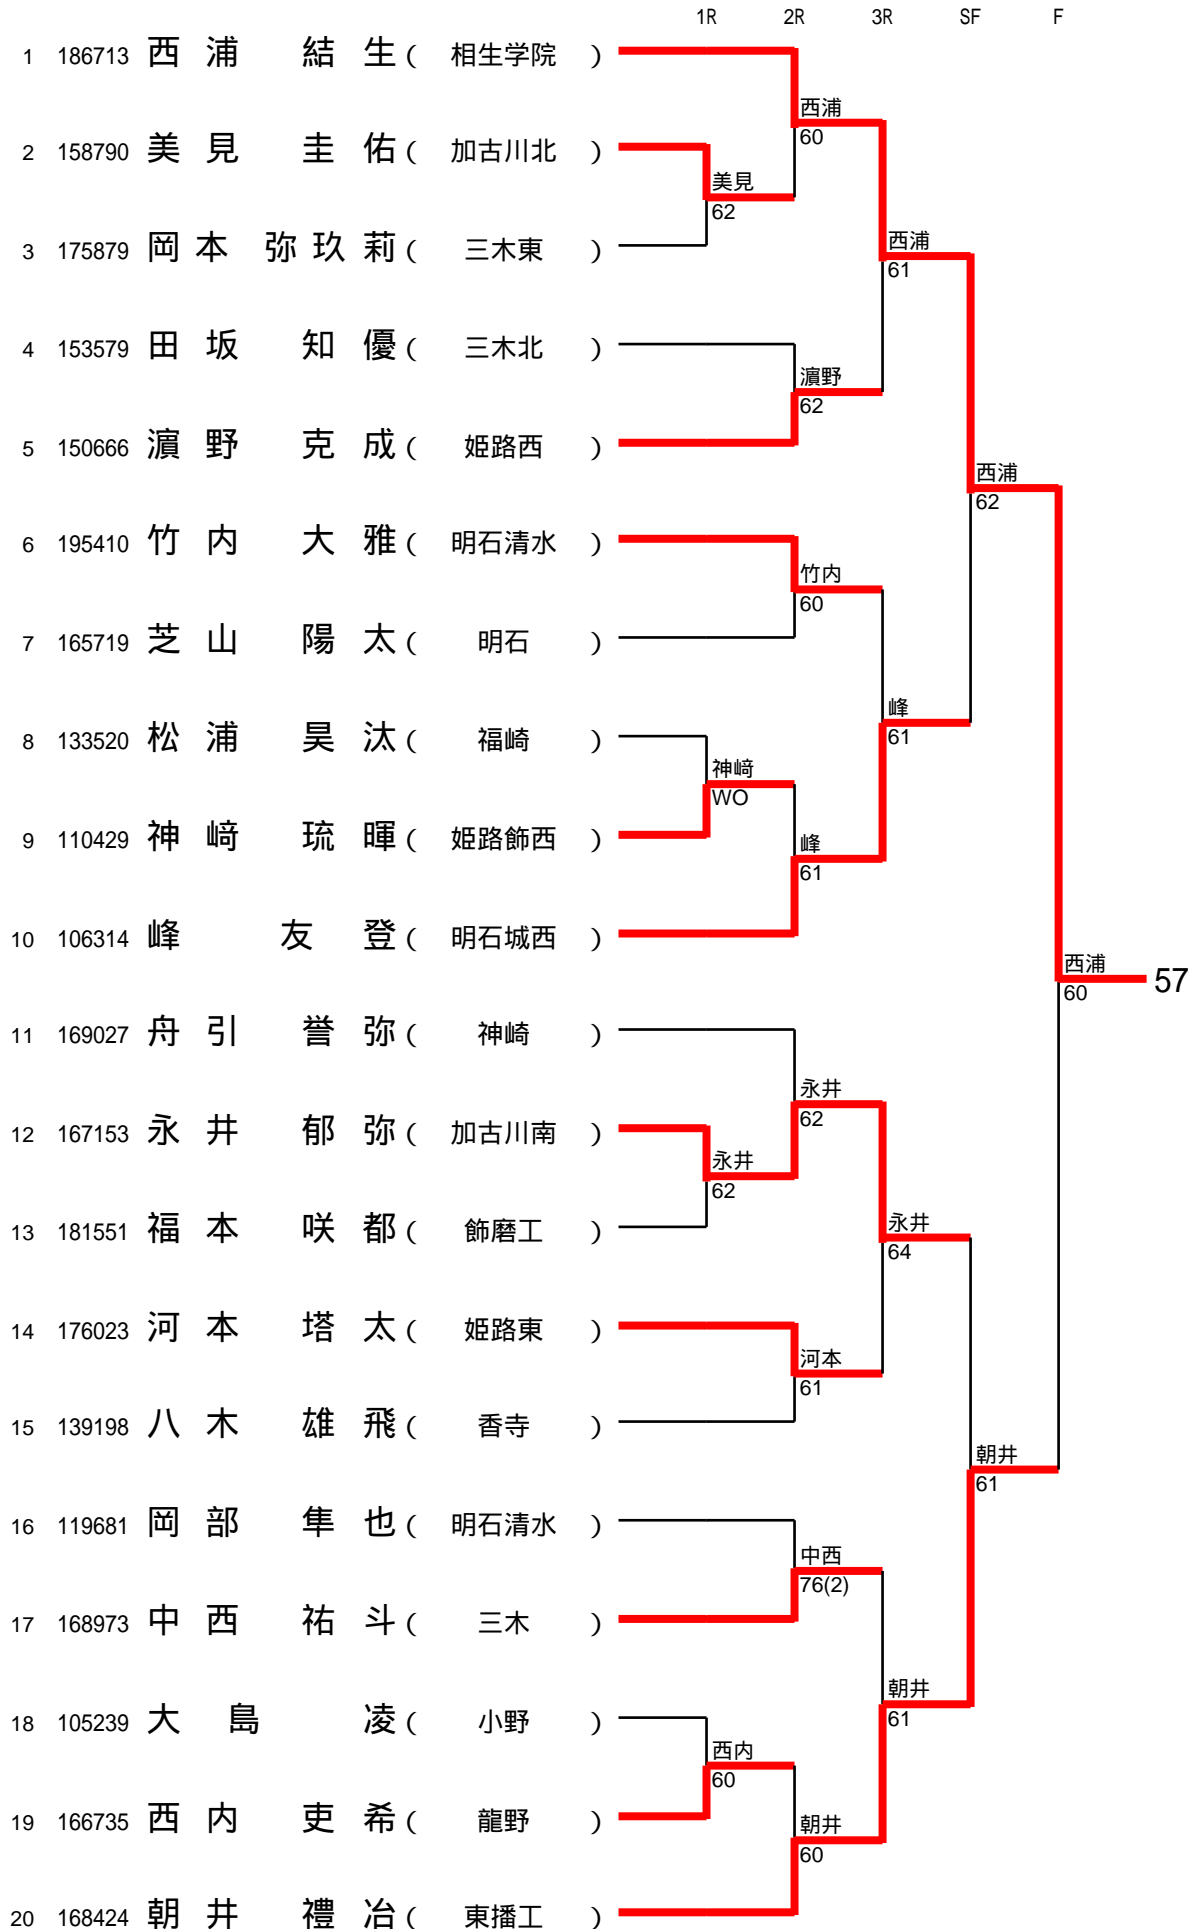 1R 2R 3R SF F
1 186713 西浦 結生 ( 相生学院 )
西浦
60
2 158790 美見 圭佑 ( 加古川北 )
美見
62
3 175879 岡本 弥玖莉 ( 三木東 )
西浦
61
4 153579 田坂 知優 ( 三木北 )
濵野
62
5 150666 濵野 克成 ( 姫路西 )
西浦
62
6 195410 竹内 大雅 ( 明石清水 )
竹内
60
7 165719 芝山 陽太 ( 明石 )
峰
61
8 133520 松浦 昊汰 ( 福崎 )
神﨑
WO
9 110429 神﨑 琉暉 ( 姫路飾西 )
峰
61
10 106314 峰 友登 ( 明石城西 )
西浦 57
60
11 169027 舟引 誉弥 ( 神崎 )
永井
62
12 167153 永井 郁弥 ( 加古川南 )
永井
62
13 181551 福本 咲都 ( 飾磨工 )
永井
64
14 176023 河本 塔太 ( 姫路東 )
河本
61
15 139198 八木 雄飛 ( 香寺 )
朝井
61
16 119681 岡部 隼也 ( 明石清水 )
中西
76(2)
17 168973 中西 祐斗 ( 三木 )
朝井
61
18 105239 大島 凌 ( 小野 )
西内
60
19 166735 西内 吏希 ( 龍野 )
朝井
60
20 168424 朝井 禮冶 ( 東播工 )